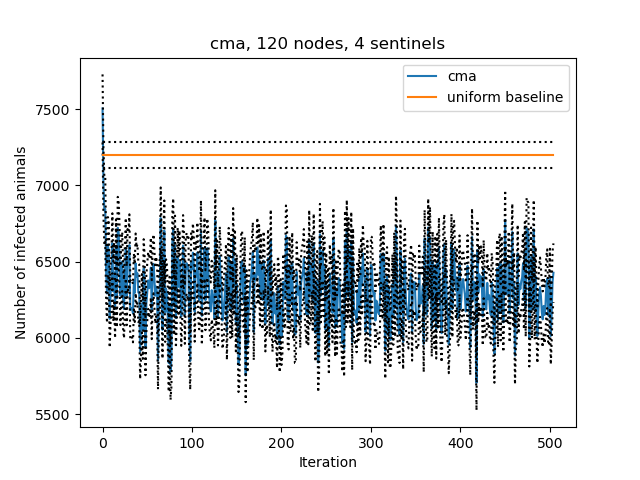 cma, 120 nodes, 4 sentinels
cma
uniform baseline
Number of infected animals
7500
7000
6500
6000
5500
0 100 200 300 400 500
Iteration